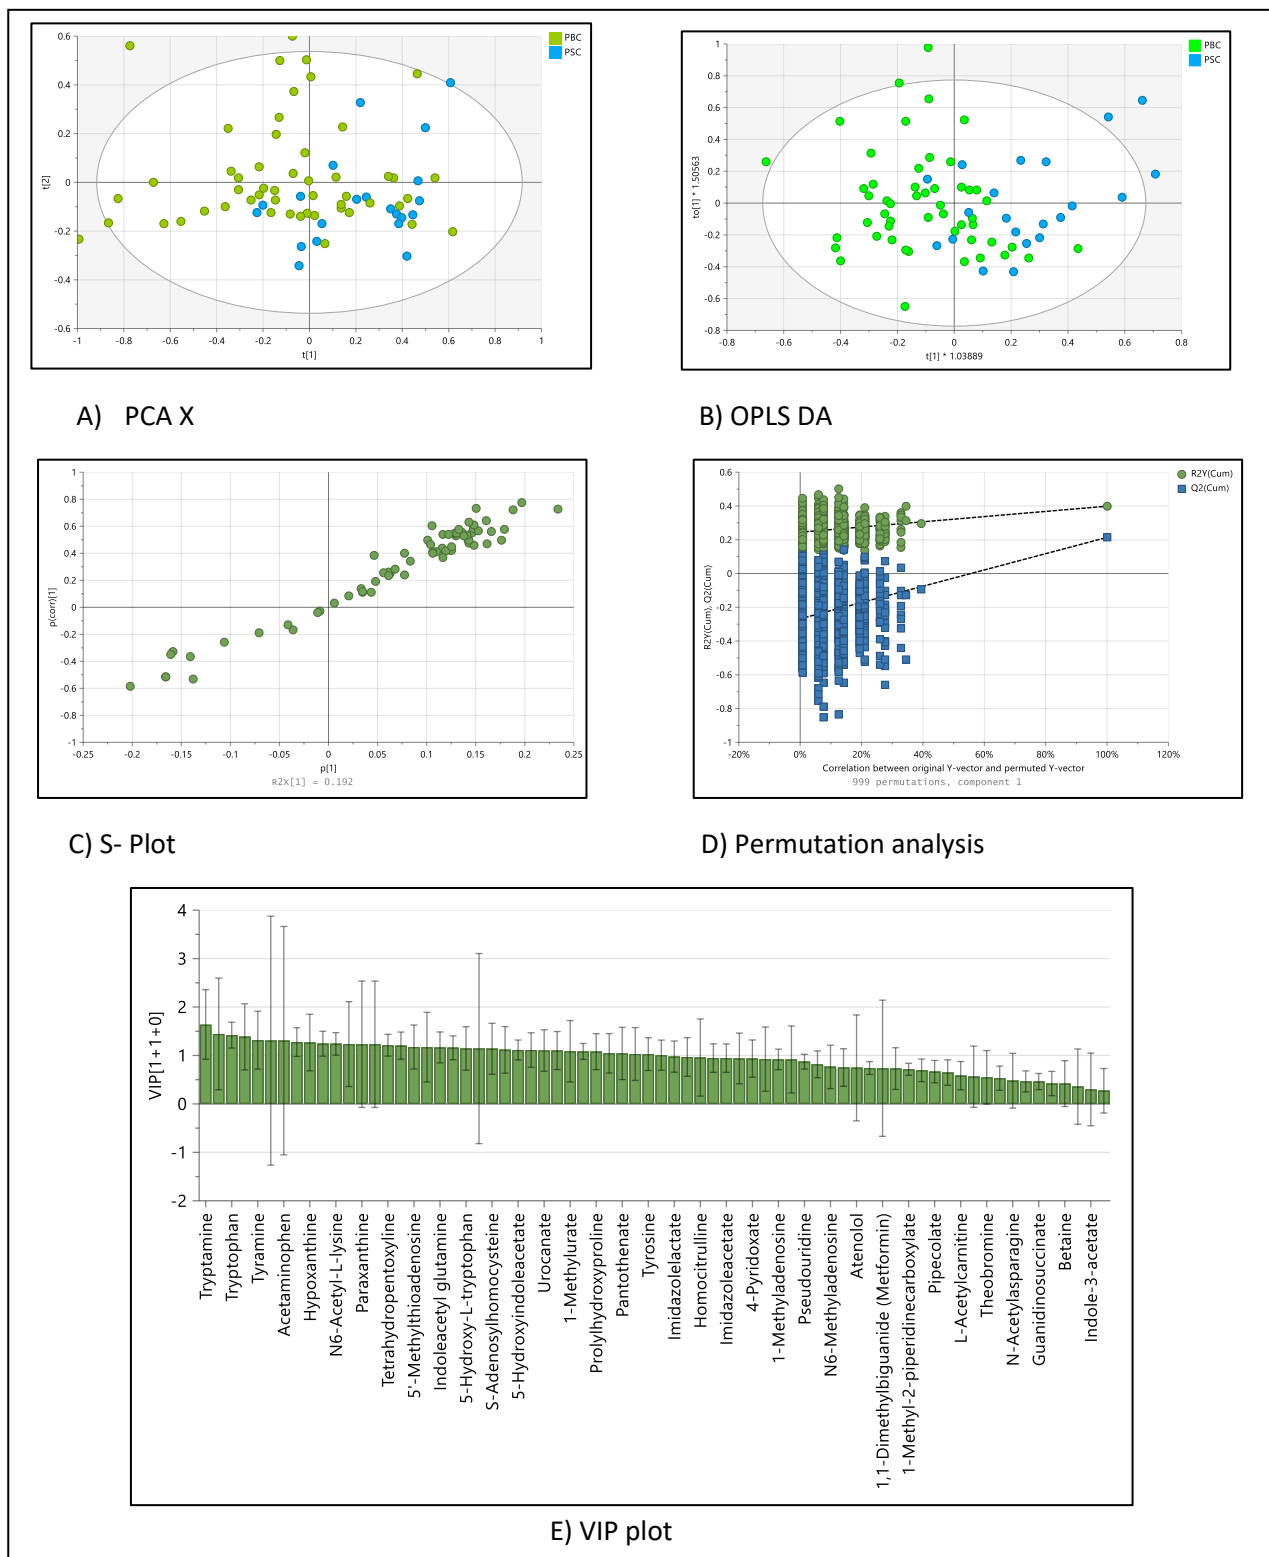 PBC
PSC
0.6
0.4
0.2
0
-0.2
-0.4
-0.6
t[2]
-1 -0.8 -0.6 -0.4 -0.2 0 0.2 0.4 0.6 0.8 1
t[1]
A) PCA X
PBC
PSC
1
0.8
0.6
0.4
0.2
0
-0.2
-0.4
-0.6
-0.8
to[1] * 1.50563
-0.8 -0.6 -0.4 -0.2 0 0.2 0.4 0.6 0.8
t[1] * 1.03889
B) OPLS DA
1
0.8
0.6
0.4
0.2
0
-0.2
-0.4
-0.6
-0.8
-1
p(corr)[1]
-0.25 -0.2 -0.15 -0.1 -0.05 0 0.05 0.1 0.15 0.2 0.25
p[1]
R2X[1] = 0.192
C) S- Plot
R2Y(Cum)
Q2(Cum)
0.6
0.4
0.2
0
-0.2
-0.4
-0.6
-0.8
-1
R2Y(Cum), Q2(Cum)
-20% 0% 20% 40% 60% 80% 100% 120%
Correlation between original Y-vector and permuted Y-vector
999 permutations, component 1
D) Permutation analysis
4
3
2
1
0
-1
-2
VIP[1+1+0]
Tryptamine
Tryptophan
Tyramine
Acetaminophen
Hypoxanthine
N6-Acetyl-L-lysine
Paraxanthine
Tetrahydropentoxyline
5'-Methylthioadenosine
Indoleacetyl glutamine
5-Hydroxy-L-tryptophan
S-Adenosylhomocysteine
5-Hydroxyindoleacetate
Urocanate
1-Methylurate
Prolylhydroxyproline
Pantothenate
Tyrosine
Imidazolelactate
Homocitrulline
Imidazoleacetate
4-Pyridoxate
1-Methyladenosine
Pseudouridine
N6-Methyladenosine
Atenolol
1,1-Dimethylbiguanide (Metformin)
1-Methyl-2-piperidinecarboxylate
Pipecolate
L-Acetylcarnitine
Theobromine
N-Acetylasparagine
Guanidinosuccinate
Betaine
Indole-3-acetate
E) VIP plot